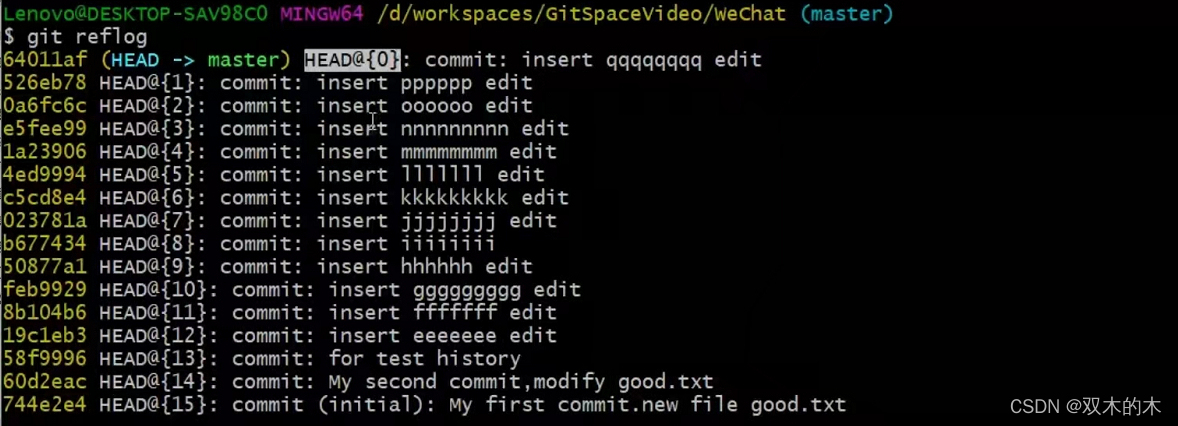 Lenovo@DESKTOP-SAV98C0 MINGW64 /d/workspaces/GitSpaceVideo/WeChat (master)
$ git reflog
64011af (HEAD -> master) HEAD@{0}: commit: insert qqqqqqqq edit
526eb78 HEAD@{1}: commit: insert pppppp edit
0a6fc6c HEAD@{2}: commit: insert oooooo edit
e5fee99 HEAD@{3}: commit: insert nnnnnnnnn edit
1a23906 HEAD@{4}: commit: insert mmmmmmmm edit
4ed9994 HEAD@{5}: commit: insert lllllll edit
c5cd8e4 HEAD@{6}: commit: insert kkkkkkkkk edit
023781a HEAD@{7}: commit: insert jjjjjjjj edit
b677434 HEAD@{8}: commit: insert iiiiiiii
50877a1 HEAD@{9}: commit: insert hhhhhh edit
feb9929 HEAD@{10}: commit: insert ggggggggg edit
8b104b6 HEAD@{11}: commit: insert fffffff edit
19c1eb3 HEAD@{12}: commit: insert eeeeeee edit
58f9996 HEAD@{13}: commit: for test history
60d2eac HEAD@{14}: commit: My second commit,modify good.txt
744e2e4 HEAD@{15}: commit (initial): My first commit.new file good.txt
CSDN @双木的木